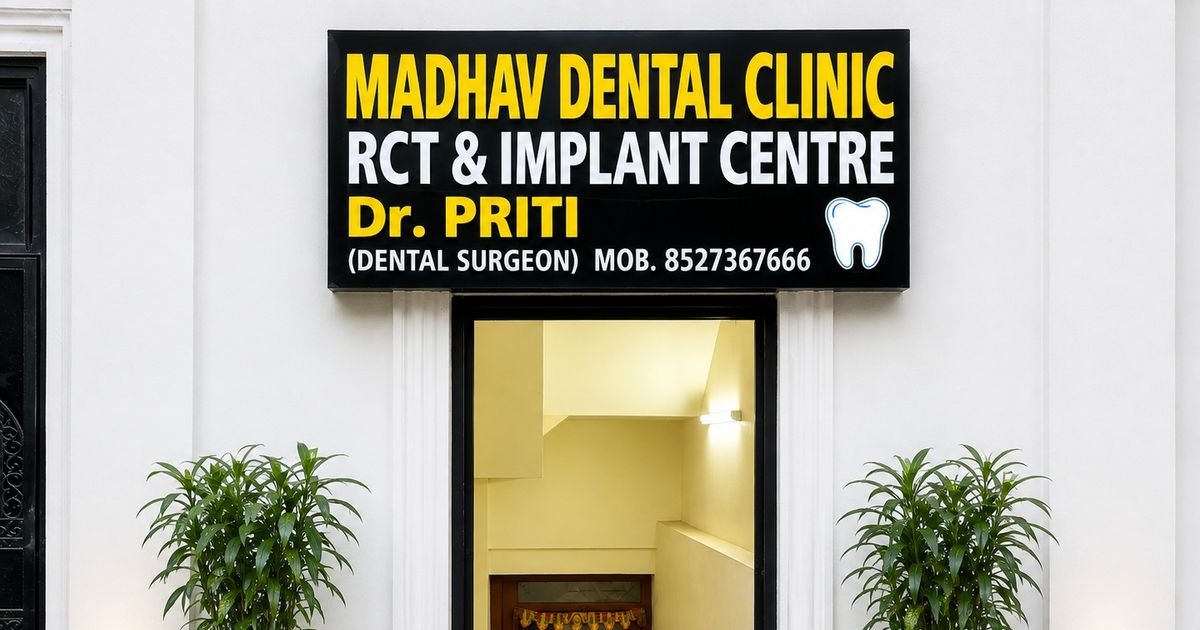 MADHAV DENTAL CLINIC
RCT & IMPLANT CENTRE
Dr. PRITI
(DENTAL SURGEON) MOB. 8527367666